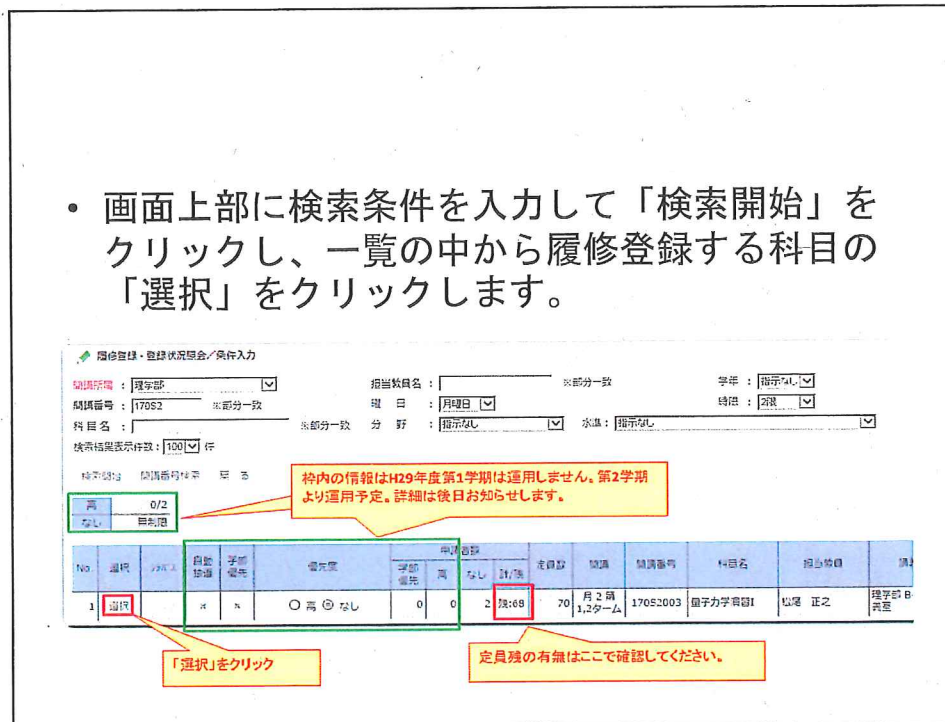 • 画面上部に検索条件を入力して「検索開始」を
クリックし、一覧の中から履修登録する科目の
「選択」をクリックします。
履修登録・登録状況照会/条件入力
開講所属 : 理学部 担当教員名 : ※部分一致 学年 : 指示なし
開講番号 : 170S2 ※部分一致 曜 日 : 月曜日 時限 : 2限
科目名 : ※部分一致 分 野 : 指示なし 水準 : 指示なし
検索結果表示件数 : 100 件
検索開始 開講番号検索 戻 る
枠内の情報はH29年度第1学期は運用しません。第2学期
より運用予定。詳細は後日お知らせします。
高 0/2
なし 無制限
申請者数
No. 選択 シラバス 自動抽選 学部優先 優先度 学部優先 高 なし 計/残 定員数 開講 開講番号 科目名 担当教員
1 選択 × × 高 なし 0 0 2 残:68 70 月 2 第1,2ターム 170S2003 量子力学演習I 松尾 正之 理学部 B-
「選択」をクリック
定員残の有無はここで確認してください。